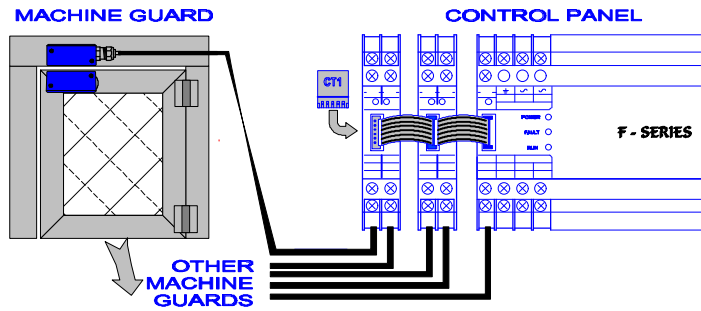 MACHINE GUARD
CONTROL PANEL
CT1
POWER
FAULT
RUN
F - SERIES
OTHER
MACHINE
GUARDS